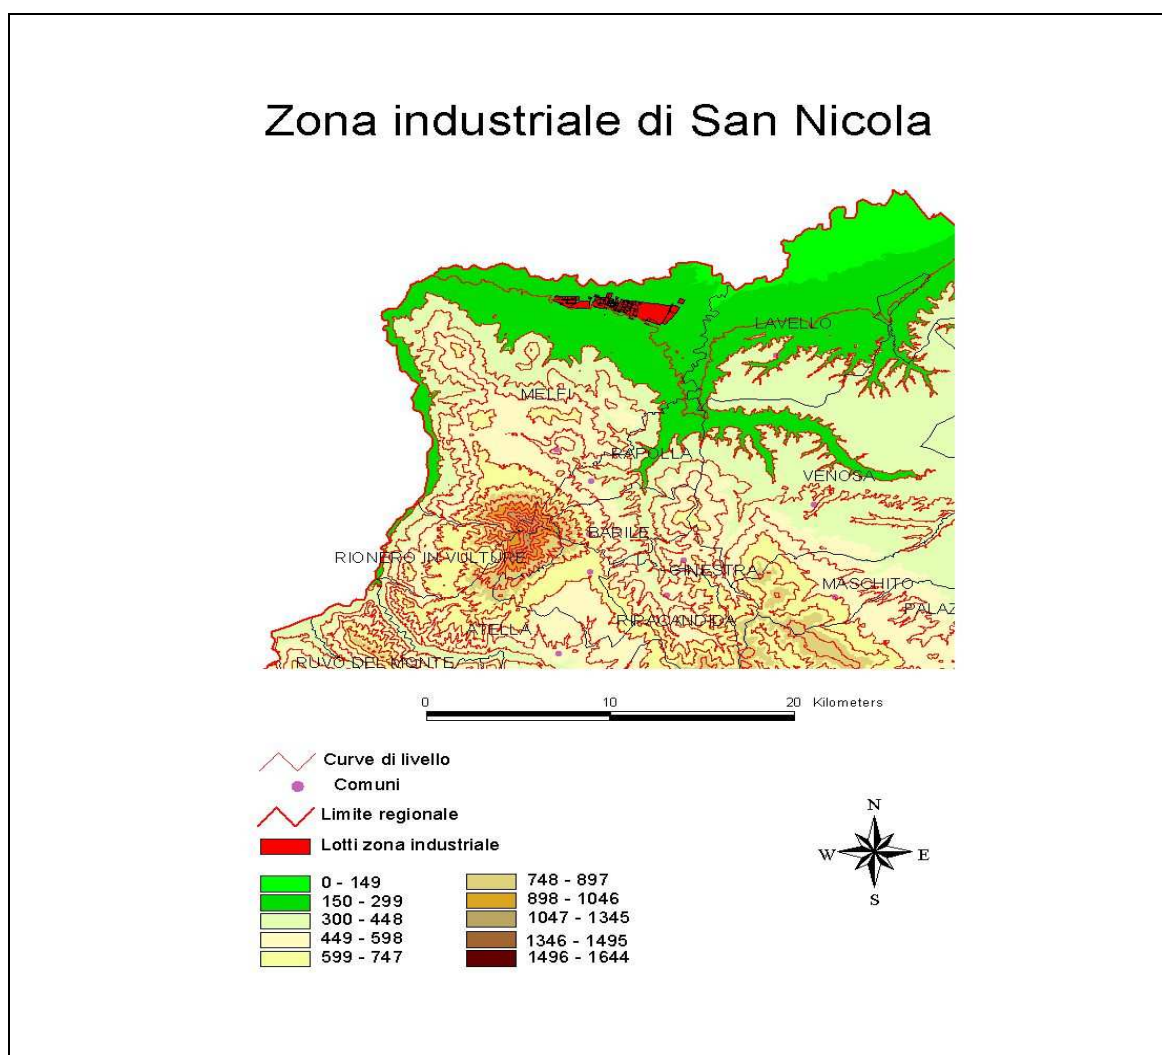 Zona industriale di San Nicola
LAVELLO
MELFI
RAPOLLA
VENOSA
BARILE
RIONERO IN VULTURE
GINESTRA
MASCHITO
PALAZ
RIPACANDIDA
ATELLA
RUVO DEL MONTE
0 10 20 Kilometers
Curve di livello
Comuni
Limite regionale
Lotti zona industriale
0 - 149
150 - 299
300 - 448
449 - 598
599 - 747
748 - 897
898 - 1046
1047 - 1345
1346 - 1495
1496 - 1644
N
W E
S